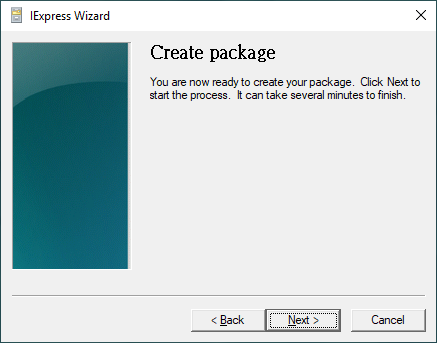 IExpress Wizard
Create package
You are now ready to create your package.  Click Next to
start the process.  It can take several minutes to finish.
< Back
Next >
Cancel